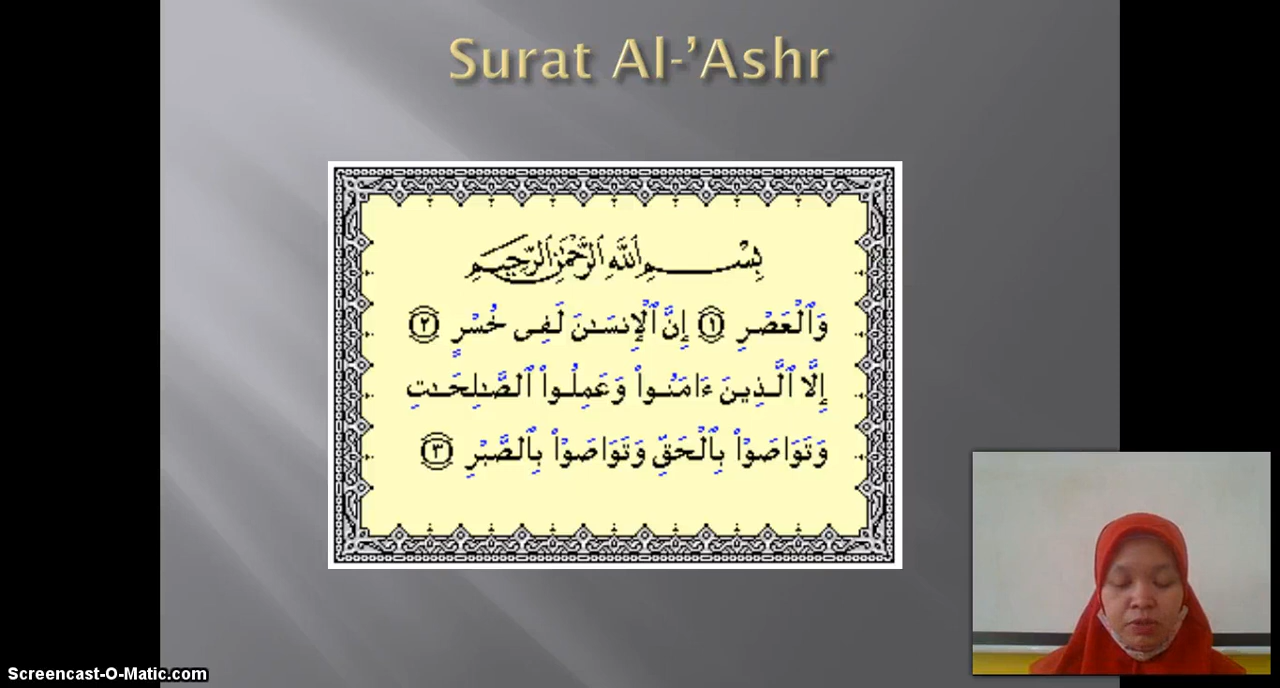 Surat Al-’Ashr
بِسْمِ ٱللَّهِ ٱلرَّحْمَٰنِ ٱلرَّحِيمِ
وَٱلْعَصْرِ ۝١ إِنَّ ٱلْإِنسَـٰنَ لَفِى خُسْرٍ ۝٢
إِلَّا ٱلَّذِينَ ءَامَنُوا۟ وَعَمِلُوا۟ ٱلصَّـٰلِحَـٰتِ
وَتَوَاصَوْا۟ بِٱلْحَقِّ وَتَوَاصَوْا۟ بِٱلصَّبْرِ ۝٣
Screencast-O-Matic.com